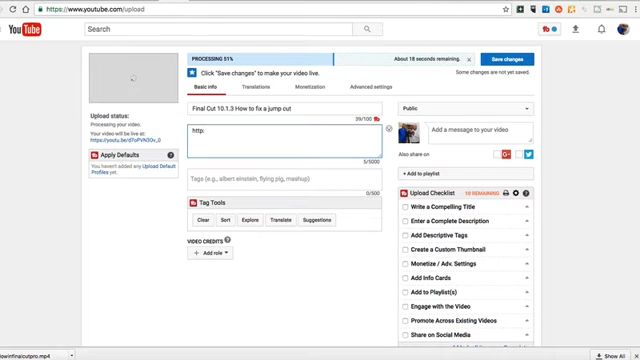 https://www.youtube.com/upload
YouTube
Search
PROCESSING 51%
About 18 seconds remaining.
Save changes
Click "Save changes" to make your video live.
Some changes are not yet saved.
Basic info
Translations
Monetization
Advanced settings
Upload status:
Processing your video.
Your video will be live at:
Final Cut 10.1.3 How to fix a jump cut
39/100
http:
5/5000
Tags (e.g., albert einstein, flying pig, mashup)
0/500
Apply Defaults
You haven't added any Upload Default
Profiles yet.
Tag Tools
Clear
Sort
Explore
Translate
Suggestions
VIDEO CREDITS
+ Add role
Public
Add a message to your video
Also share on
+ Add to playlist
Upload Checklist
10 REMAINING
Write a Compelling Title
Enter a Complete Description
Add Descriptive Tags
Create a Custom Thumbnail
Monetize / Adv. Settings
Add Info Cards
Add to Playlist(s)
Engage with the Video
Promote Across Existing Videos
Share on Social Media
lowinfinalcutpro.mp4
Show All